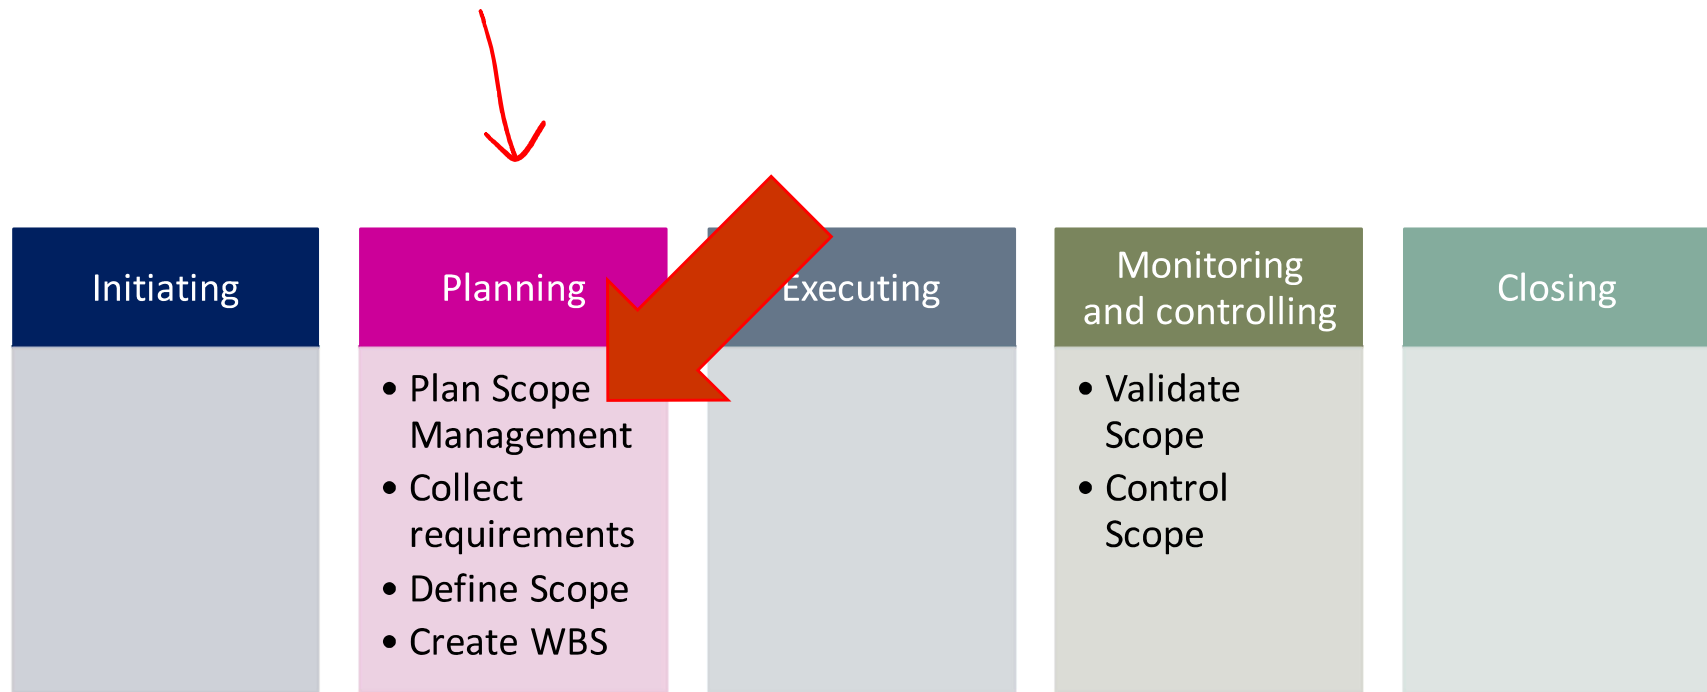 Initiating
Planning
• Plan Scope
Management
• Collect
requirements
• Define Scope
• Create WBS
Executing
Monitoring
and controlling
• Validate
Scope
• Control
Scope
Closing